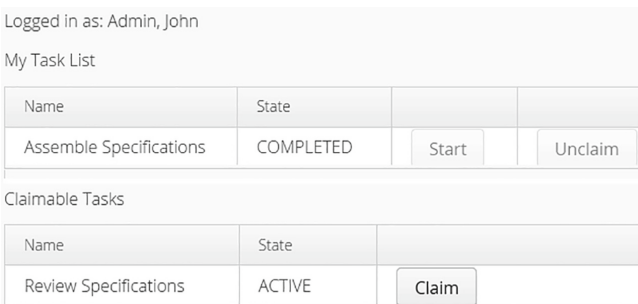 Logged in as: Admin, John
My Task List
Name State
Assemble Specifications COMPLETED Start Unclaim
Claimable Tasks
Name State
Review Specifications ACTIVE Claim